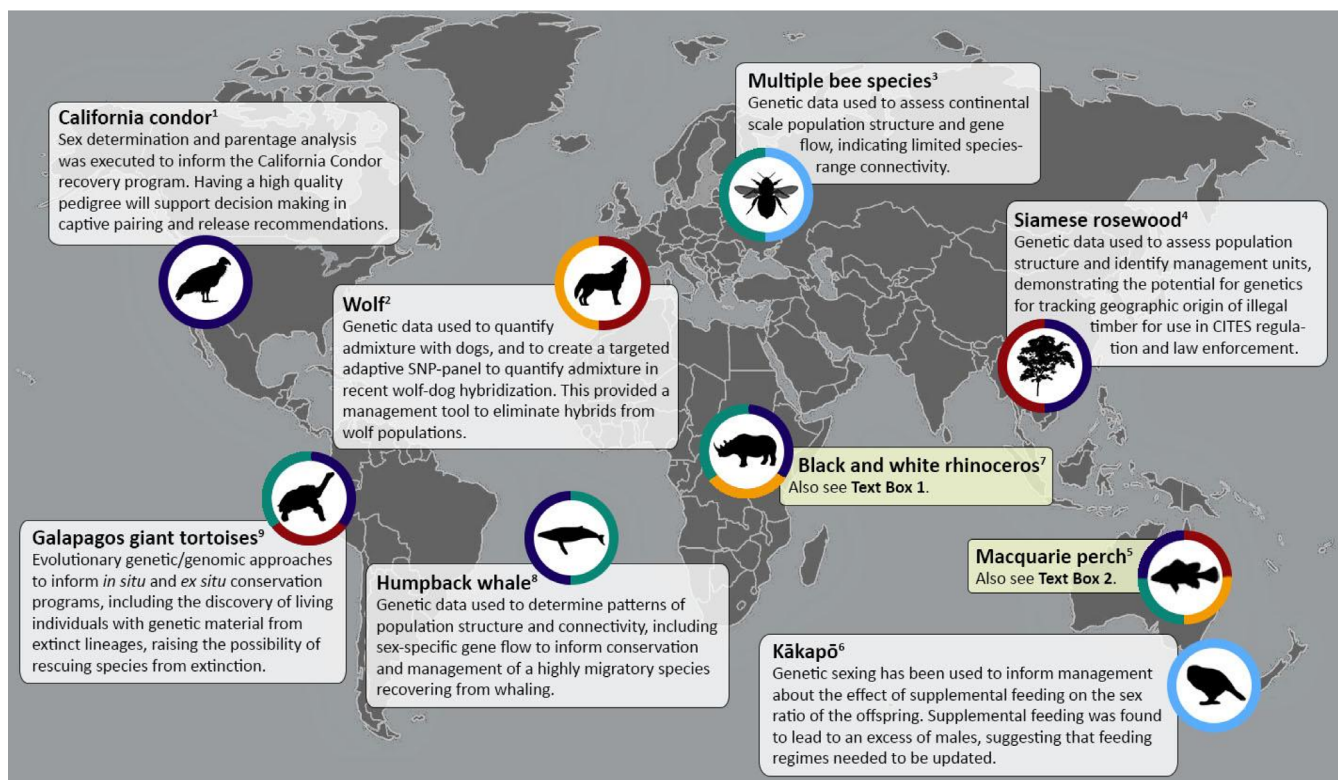 California condor¹
Sex determination and parentage analysis
was executed to inform the California Condor
recovery program. Having a high quality
pedigree will support decision making in
captive pairing and release recommendations.
Multiple bee species³
Genetic data used to assess continental
scale population structure and gene
flow, indicating limited species-
range connectivity.
Siamese rosewood⁴
Genetic data used to assess population
structure and identify management units,
demonstrating the potential for genetics
for tracking geographic origin of illegal
timber for use in CITES regula-
tion and law enforcement.
Wolf²
Genetic data used to quantify
admixture with dogs, and to create a targeted
adaptive SNP-panel to quantify admixture in
recent wolf-dog hybridization. This provided a
management tool to eliminate hybrids from
wolf populations.
Black and white rhinoceros⁷
Also see Text Box 1.
Galapagos giant tortoises⁹
Evolutionary genetic/genomic approaches
to inform in situ and ex situ conservation
programs, including the discovery of living
individuals with genetic material from
extinct lineages, raising the possibility of
rescuing species from extinction.
Humpback whale⁸
Genetic data used to determine patterns of
population structure and connectivity, including
sex-specific gene flow to inform conservation
and management of a highly migratory species
recovering from whaling.
Macquarie perch⁵
Also see Text Box 2.
Kākapō⁶
Genetic sexing has been used to inform management
about the effect of supplemental feeding on the sex
ratio of the offspring. Supplemental feeding was found
to lead to an excess of males, suggesting that feeding
regimes needed to be updated.